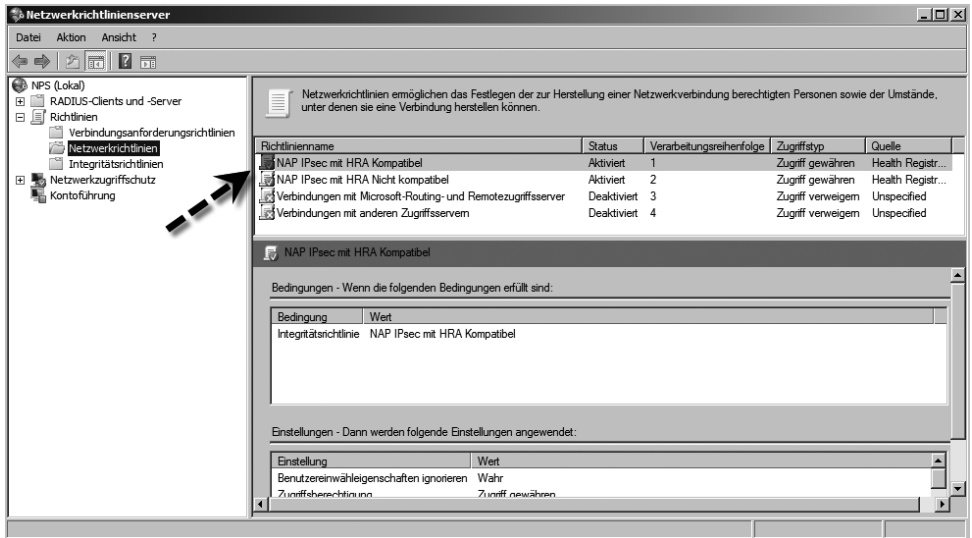 Netzwerkrichtlinienserver
Datei Aktion Ansicht ?
NPS (Lokal)
RADIUS-Clients und -Server
Richtlinien
Verbindungsanforderungsrichtlinien
Netzwerkrichtlinien
Integritätsrichtlinien
Netzwerkzugriffschutz
Kontoführung
Netzwerkrichtlinien ermöglichen das Festlegen der zur Herstellung einer Netzwerkverbindung berechtigten Personen sowie der Umstände,
unter denen sie eine Verbindung herstellen können.
Richtlinienname Status Verarbeitungsreihenfolge Zugriffstyp Quelle
NAP IPsec mit HRA Kompatibel Aktiviert 1 Zugriff gewähren Health Registr...
NAP IPsec mit HRA Nicht kompatibel Aktiviert 2 Zugriff gewähren Health Registr...
Verbindungen mit Microsoft-Routing- und Remotezugriffsserver Deaktiviert 3 Zugriff verweigern Unspecified
Verbindungen mit anderen Zugriffsservern Deaktiviert 4 Zugriff verweigern Unspecified
NAP IPsec mit HRA Kompatibel
Bedingungen - Wenn die folgenden Bedingungen erfüllt sind:
Bedingung Wert
Integritätsrichtlinie NAP IPsec mit HRA Kompatibel
Einstellungen - Dann werden folgende Einstellungen angewendet:
Einstellung Wert
Benutzereinwähleigenschaften ignorieren Wahr
Zugriffsberechtigung Zugriff gewähren